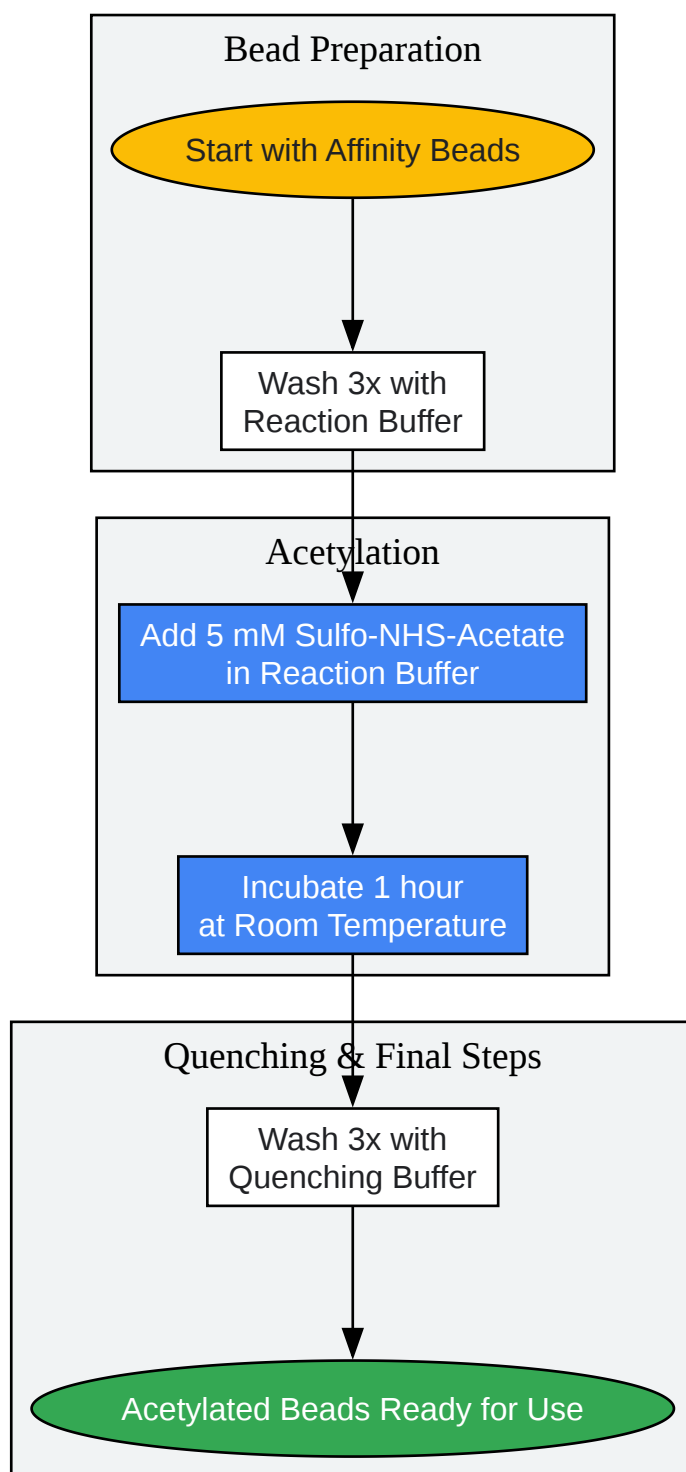 Bead Preparation
Start with Affinity Beads
Wash 3x with
Reaction Buffer
Acetylation
Add 5 mM Sulfo-NHS-Acetate
in Reaction Buffer
Incubate 1 hour
at Room Temperature
Quenching & Final Steps
Wash 3x with
Quenching Buffer
Acetylated Beads Ready for Use